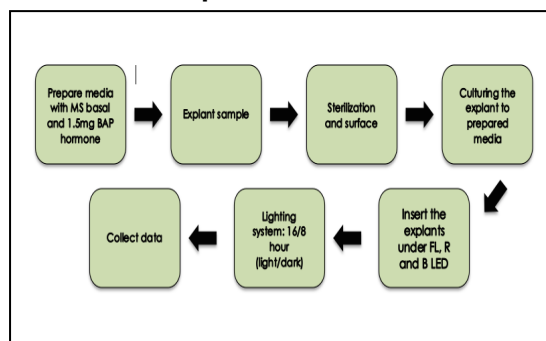 Prepare media
with MS basal
and 1.5mg BAP
hormone
Explant sample
Sterilization
and surface
Culturing the
explant to
prepared
media
Insert the
explants
under FL, R
and B LED
Lighting
system: 16/8
hour
(light/dark)
Collect data